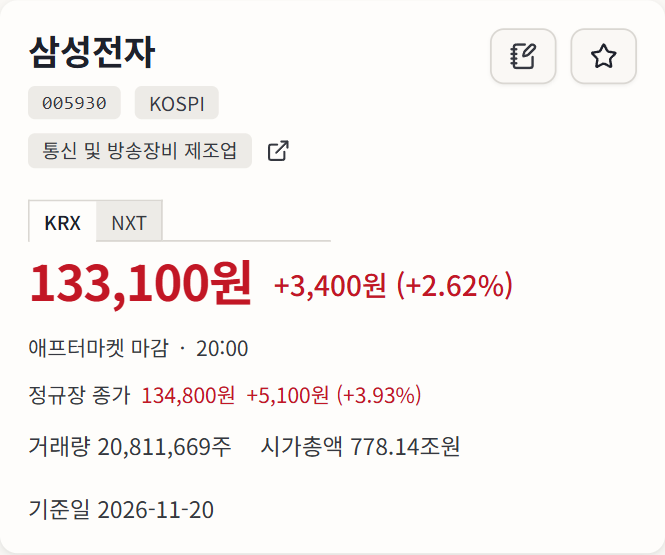 삼성전자
005930 KOSPI
통신 및 방송장비 제조업
KRX NXT
133,100원 +3,400원 (+2.62%)
애프터마켓 마감 · 20:00
정규장 종가 134,800원 +5,100원 (+3.93%)
거래량 20,811,669주 시가총액 778.14조원
기준일 2026-11-20